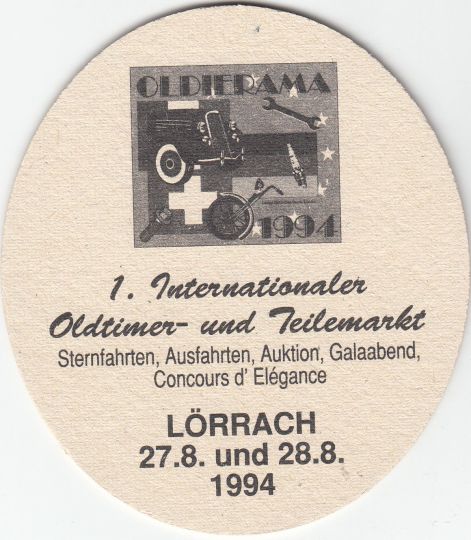 OLDIERAMA
1994
1. Internationaler
Oldtimer- und Teilemarkt
Sternfahrten, Ausfahrten, Auktion, Galaabend,
Concours d' Elégance
LÖRRACH
27.8. und 28.8.
1994